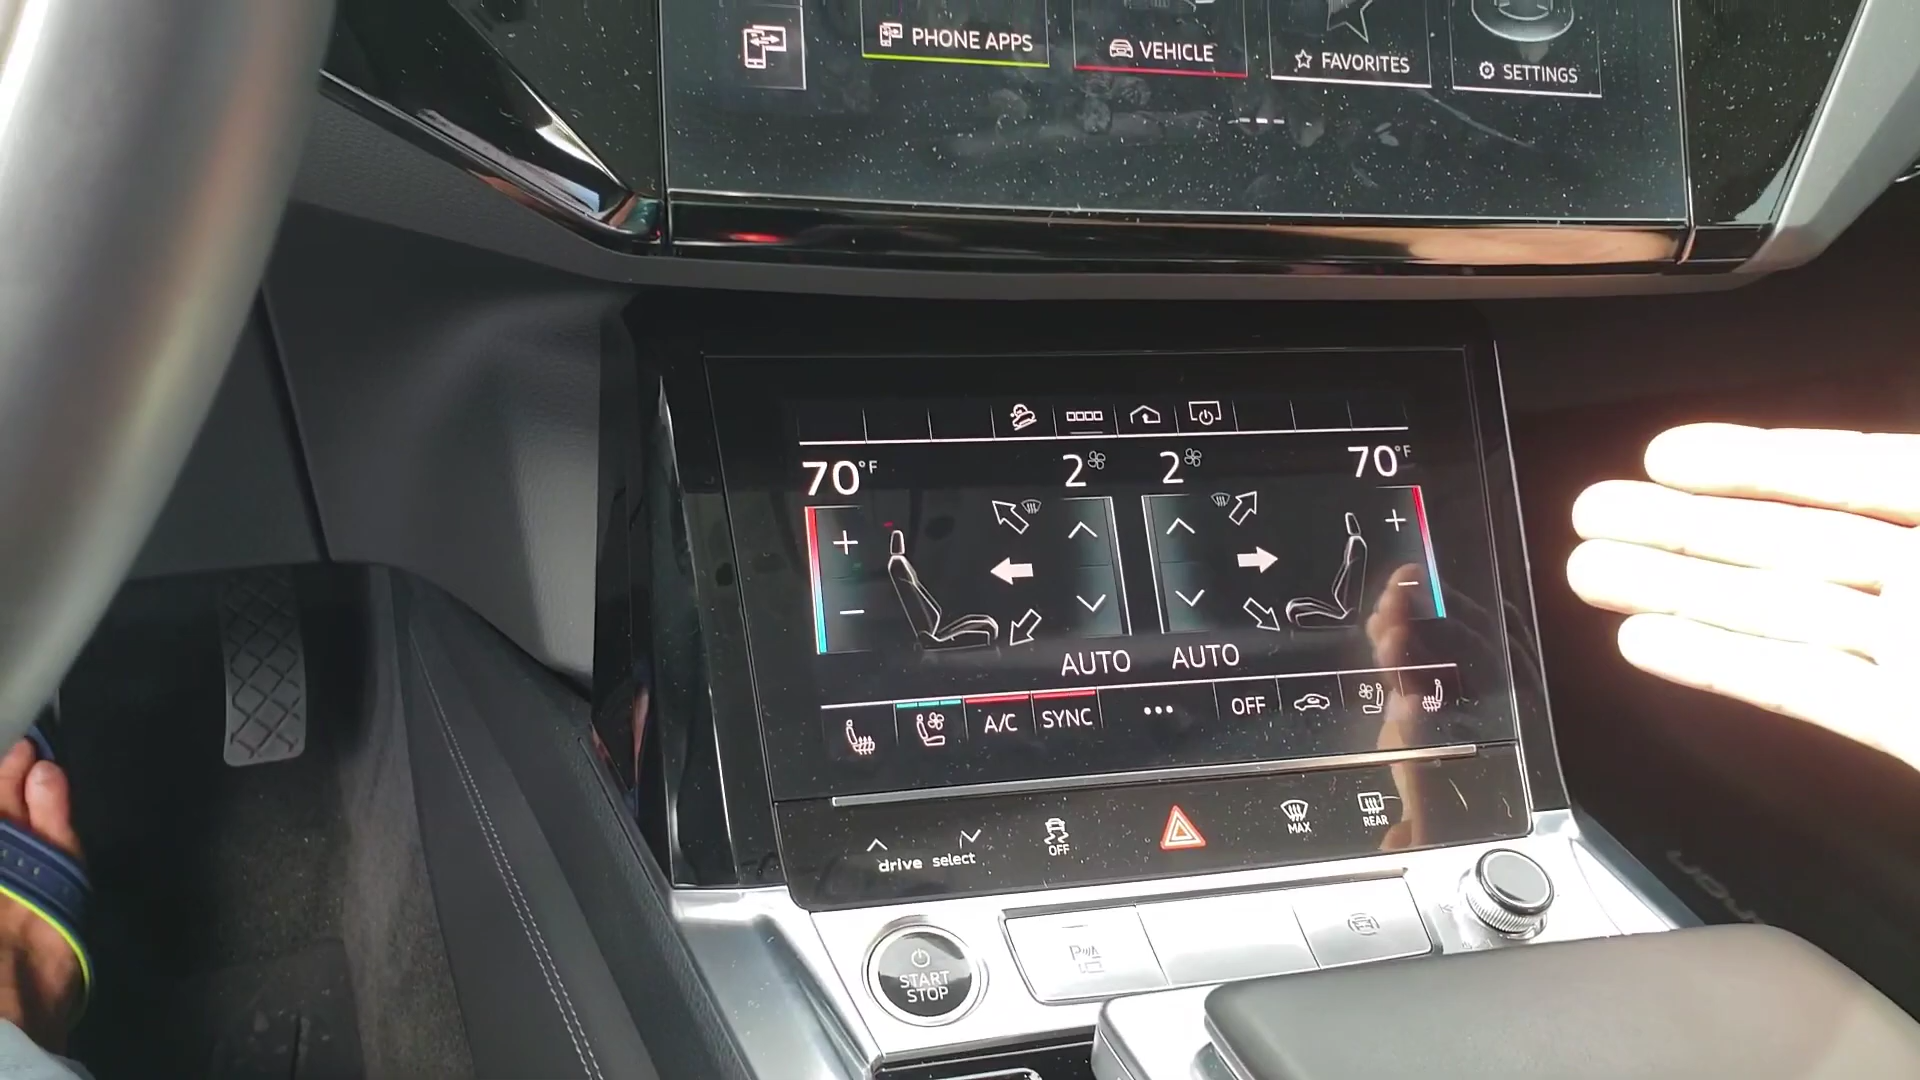 PHONE APPS
VEHICLE
FAVORITES
SETTINGS
70°F
2
2
70°F
AUTO
AUTO
A/C
SYNC
OFF
drive select
OFF
MAX
REAR
START
STOP
P